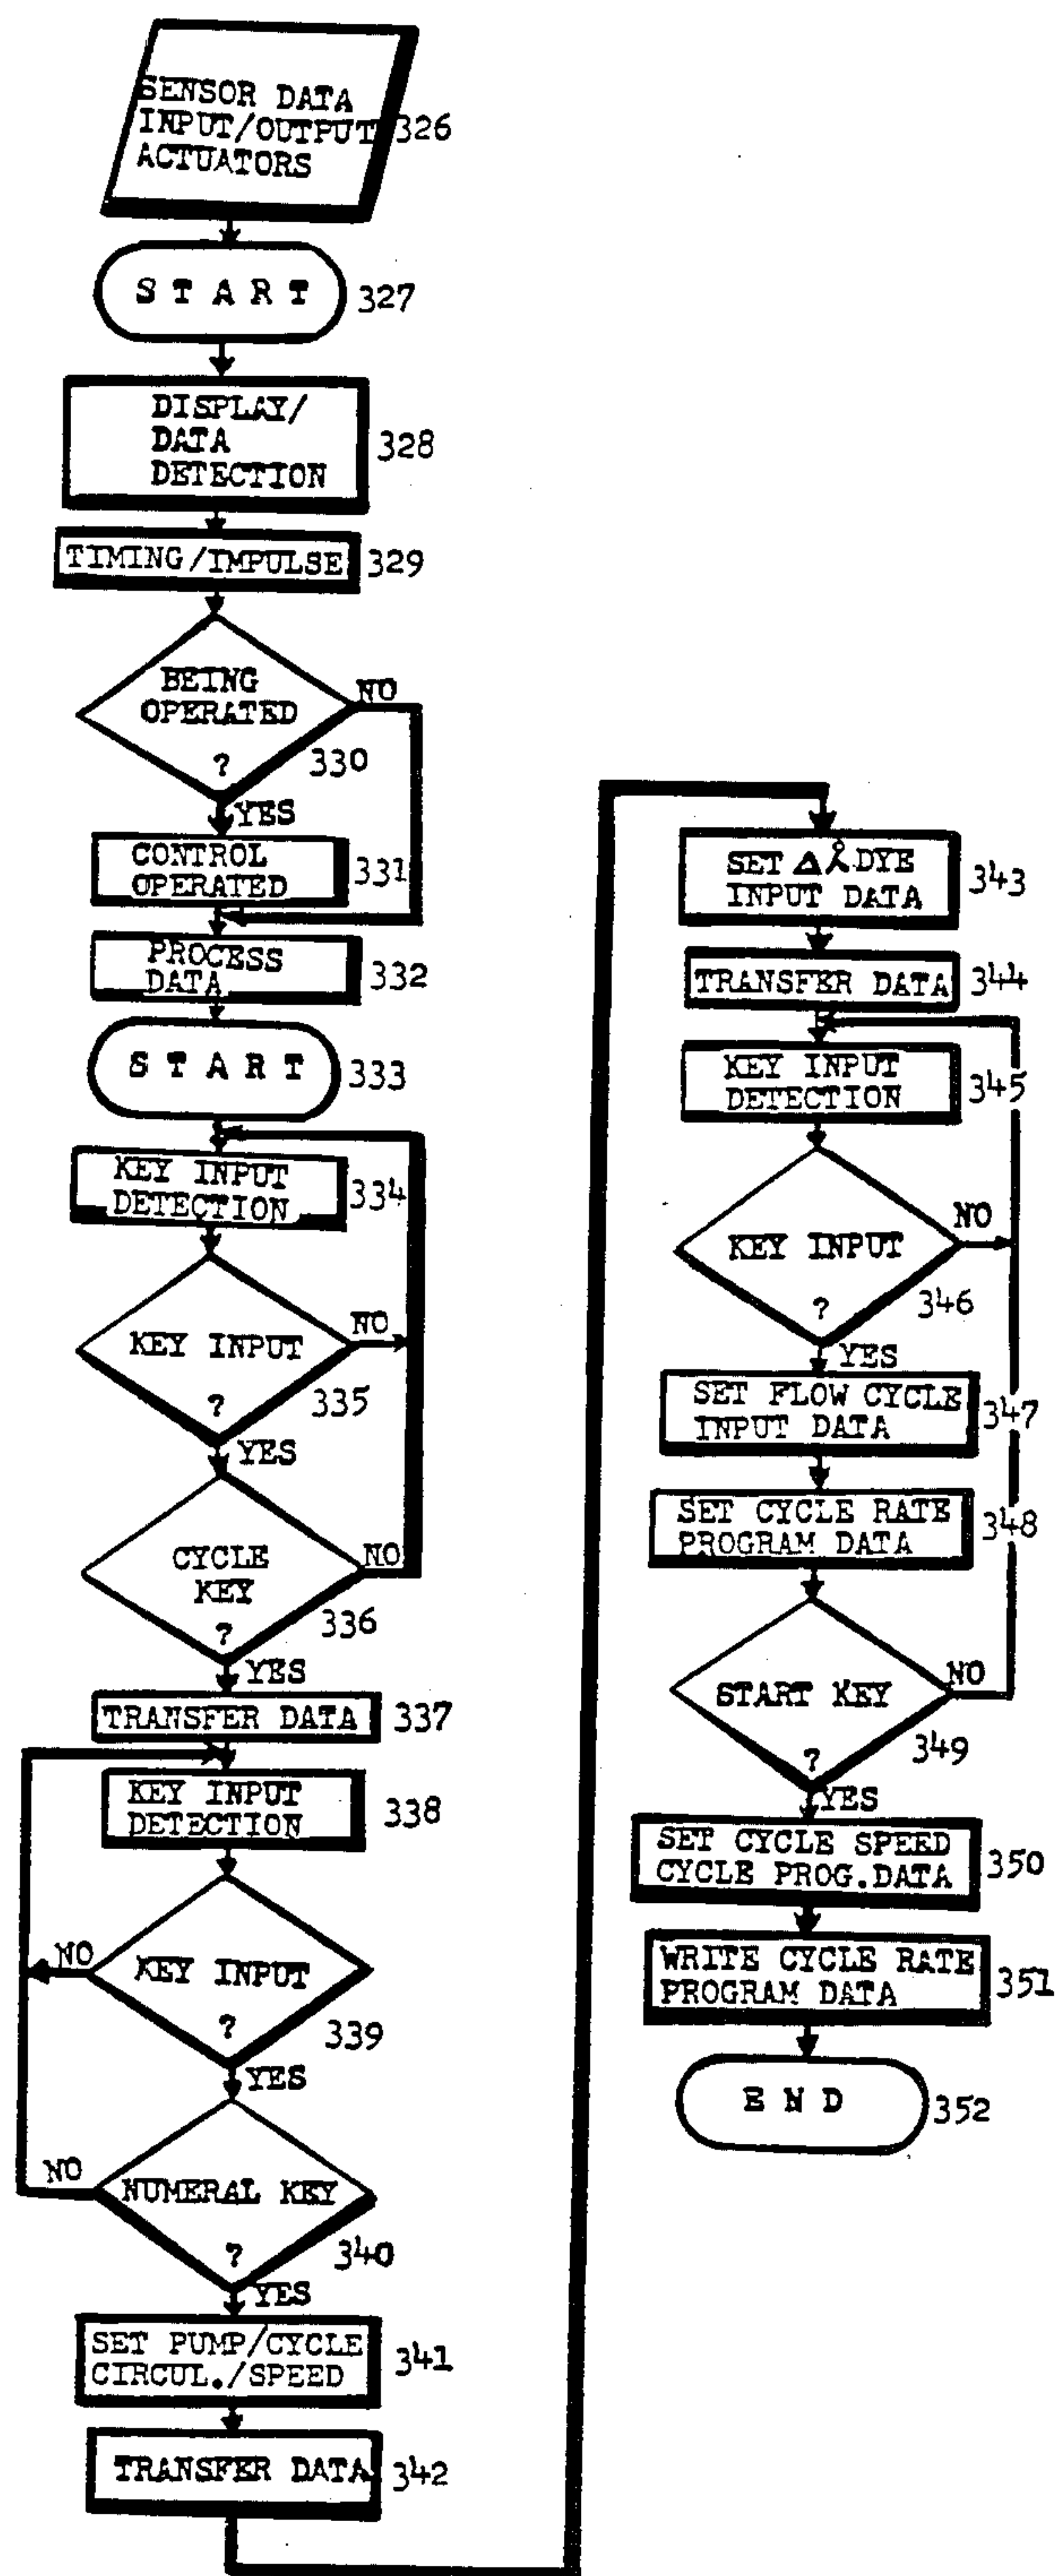 SENSOR DATA
INPUT/OUTPUT 326
ACTUATORS
START 327
DISPLAY/
DATA 328
DETECTION
TIMING/IMPULSE 329
BEING NO
OPERATED
? 330
YES
CONTROL
OPERATED 331
PROCESS
DATA 332
START 333
KEY INPUT
DETECTION 334
NO
KEY INPUT
? 335
YES
CYCLE NO
KEY
? 336
YES
TRANSFER DATA 337
KEY INPUT
DETECTION 338
NO
KEY INPUT
? 339
YES
NO
NUMERAL KEY
? 340
YES
SET PUMP/CYCLE
CIRCUL./SPEED 341
TRANSFER DATA 342
SET Δ DYE
INPUT DATA 343
TRANSFER DATA 344
KEY INPUT
DETECTION 345
NO
KEY INPUT
? 346
YES
SET FLOW CYCLE
INPUT DATA 347
SET CYCLE RATE
PROGRAM DATA 348
NO
START KEY
? 349
YES
SET CYCLE SPEED
CYCLE PROG.DATA 350
WRITE CYCLE RATE
PROGRAM DATA 351
END 352